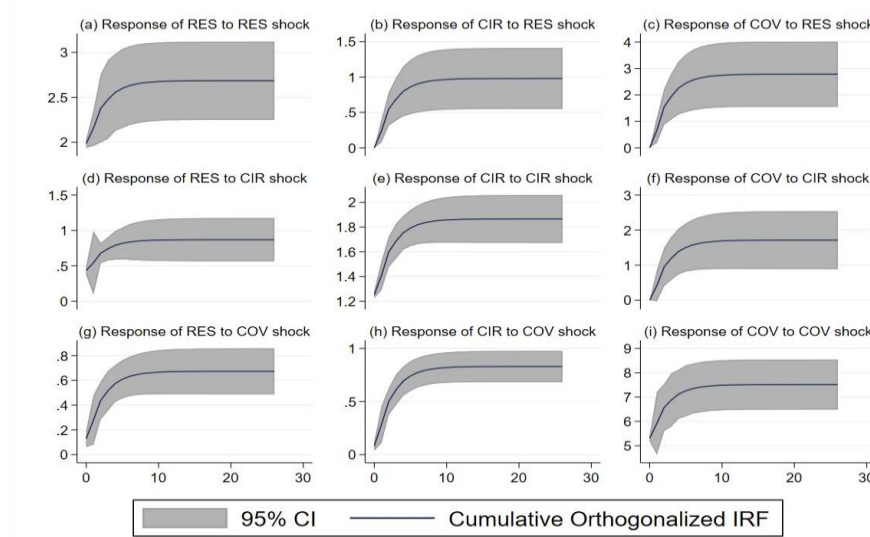 (a) Response of RES to RES shock
(b) Response of CIR to RES shock
(c) Response of COV to RES shock
3
2.5
2
1.5
1
.5
0
4
3
2
1
0
(d) Response of RES to CIR shock
(e) Response of CIR to CIR shock
(f) Response of COV to CIR shock
1.5
1
.5
0
2
1.8
1.6
1.4
1.2
3
2
1
0
(g) Response of RES to COV shock
(h) Response of CIR to COV shock
(i) Response of COV to COV shock
.8
.6
.4
.2
0
1
.5
0
9
8
7
6
5
0 10 20 30
0 10 20 30
0 10 20 30
95% CI Cumulative Orthogonalized IRF